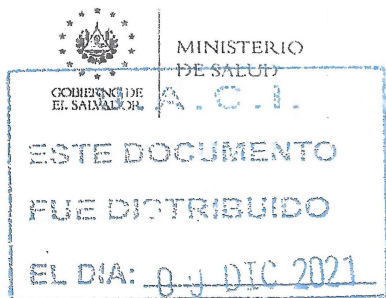 MINISTERIO
DE SALUD
GOBIERNO DE
EL SALVADOR
A.C.I.
ESTE DOCUMENTO
FUE DISTRIBUIDO
EL DIA: DIC 2021